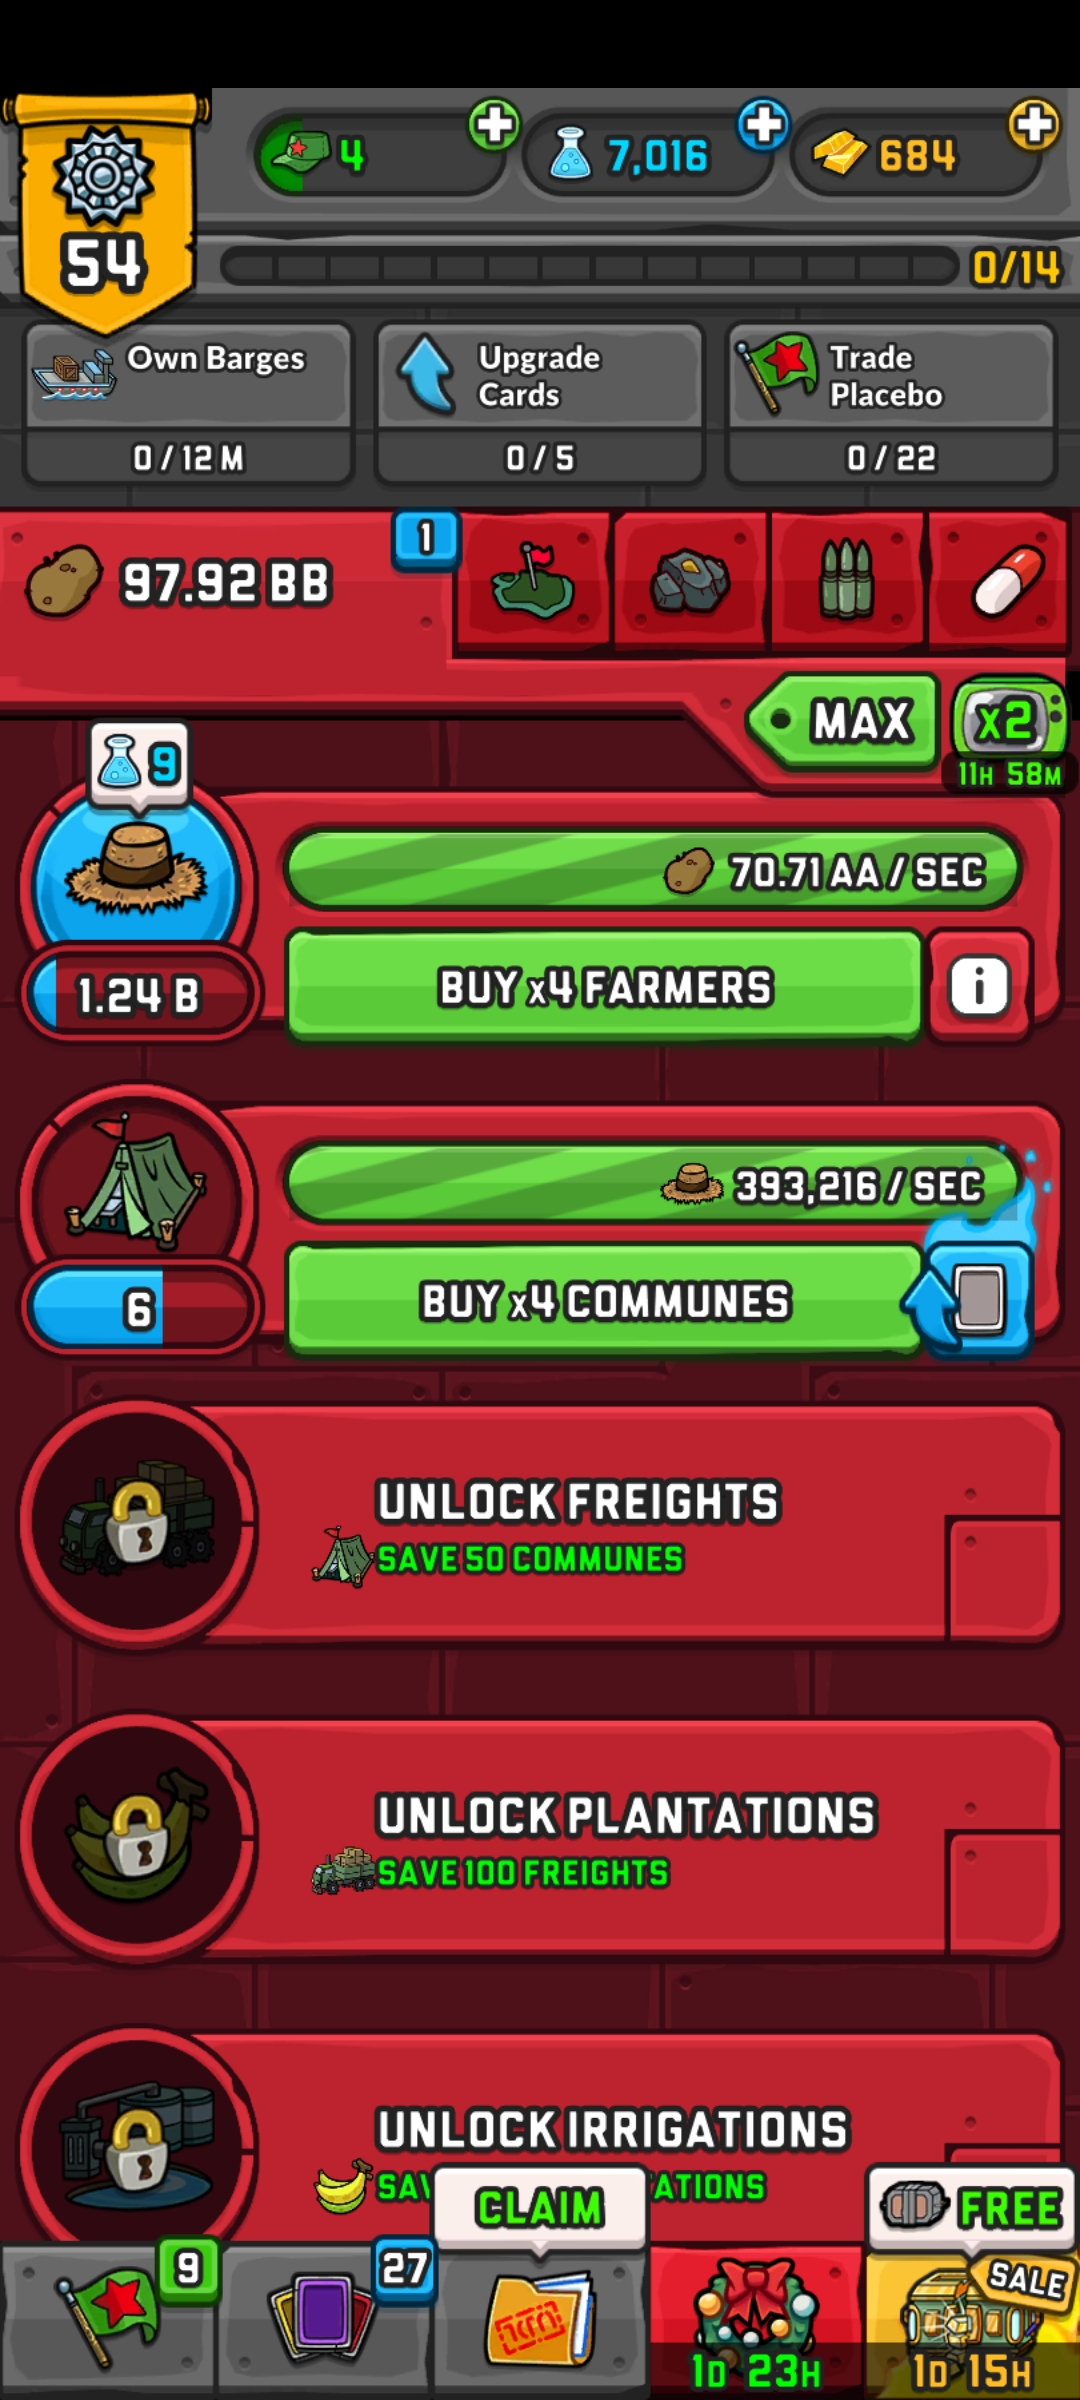 4
7,016
684
54
0/14
Own Barges
0 / 12 M
Upgrade
Cards
0 / 5
Trade
Placebo
0 / 22
97.92 BB
1
MAX
x2
11H 58M
9
70.71 AA / SEC
1.24 B
BUY x4 FARMERS
i
393,216 / SEC
6
BUY x4 COMMUNES
UNLOCK FREIGHTS
SAVE 50 COMMUNES
UNLOCK PLANTATIONS
SAVE 100 FREIGHTS
UNLOCK IRRIGATIONS
CLAIM
FREE
9
27
SALE
1D 23H
1D 15H